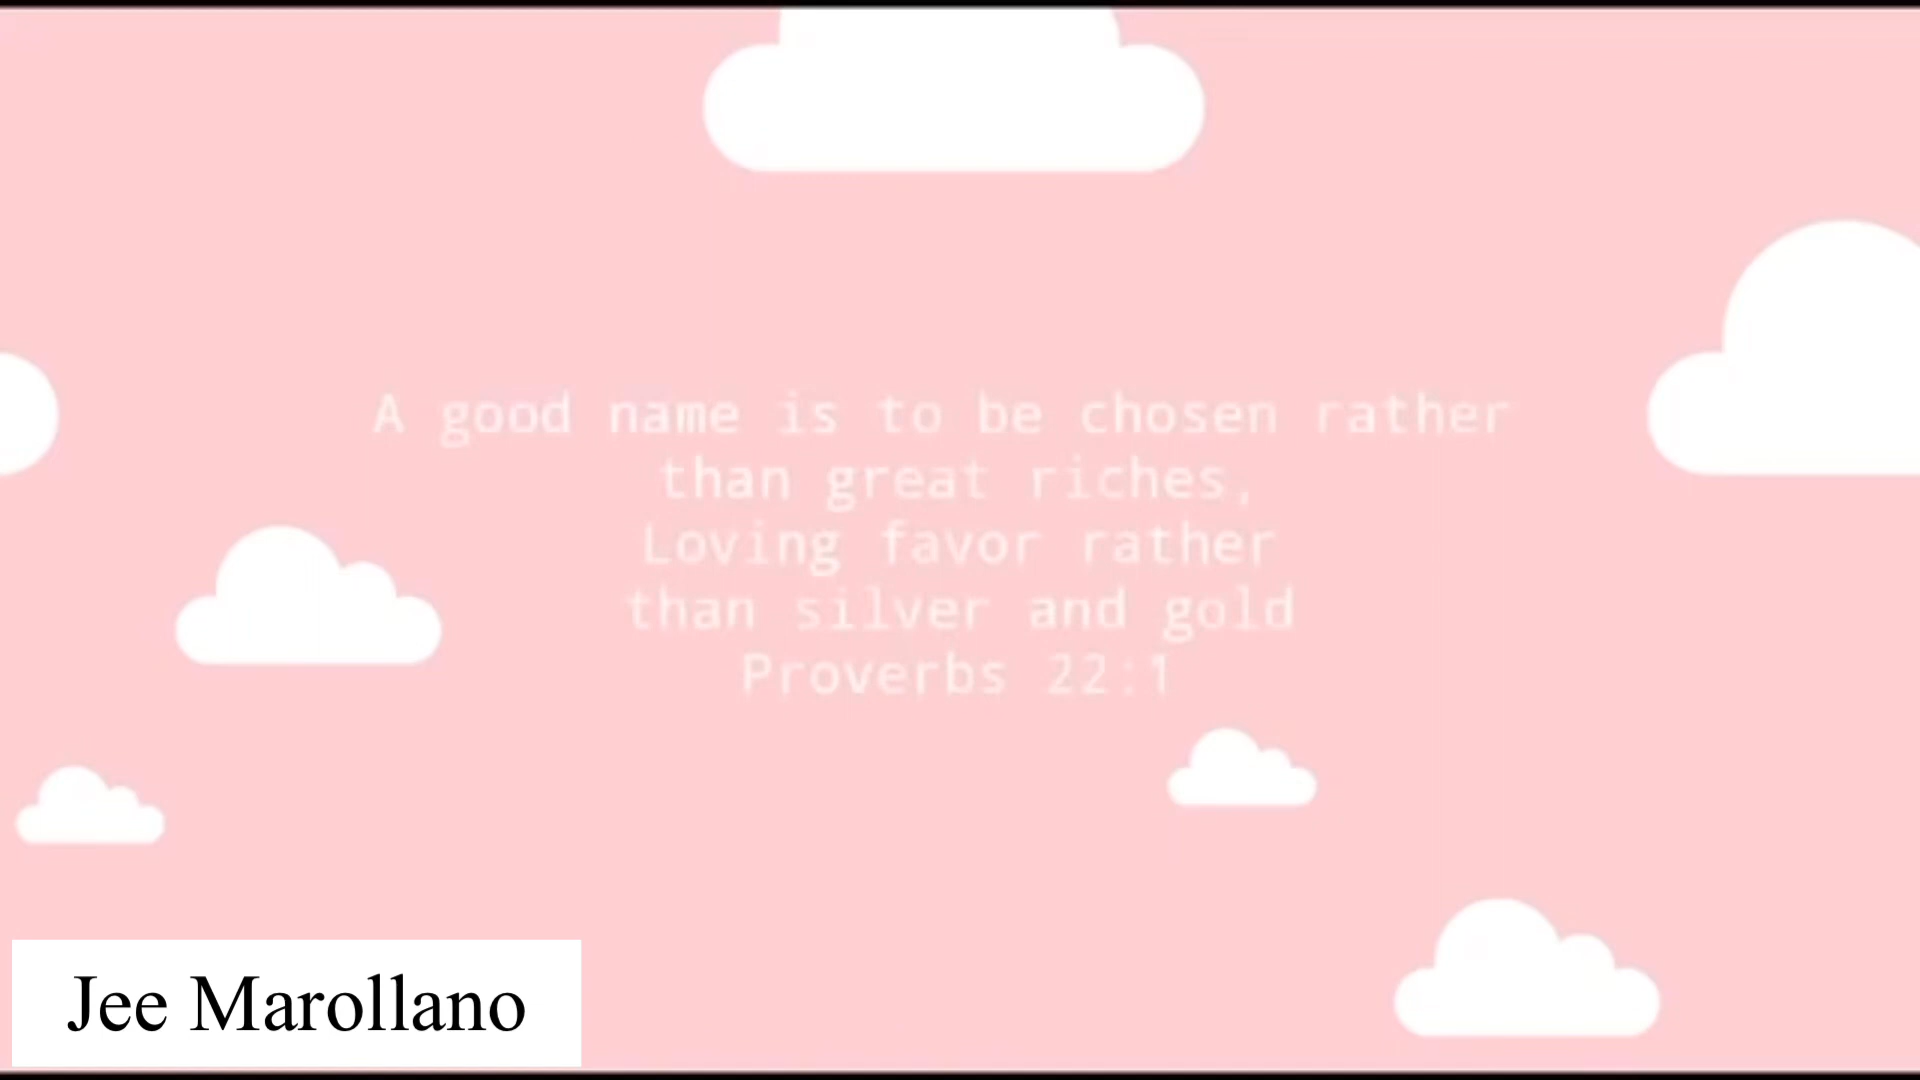 A good name is to be chosen rather
than great riches,
Loving favor rather
than silver and gold
Proverbs 22:1
Jee Marollano